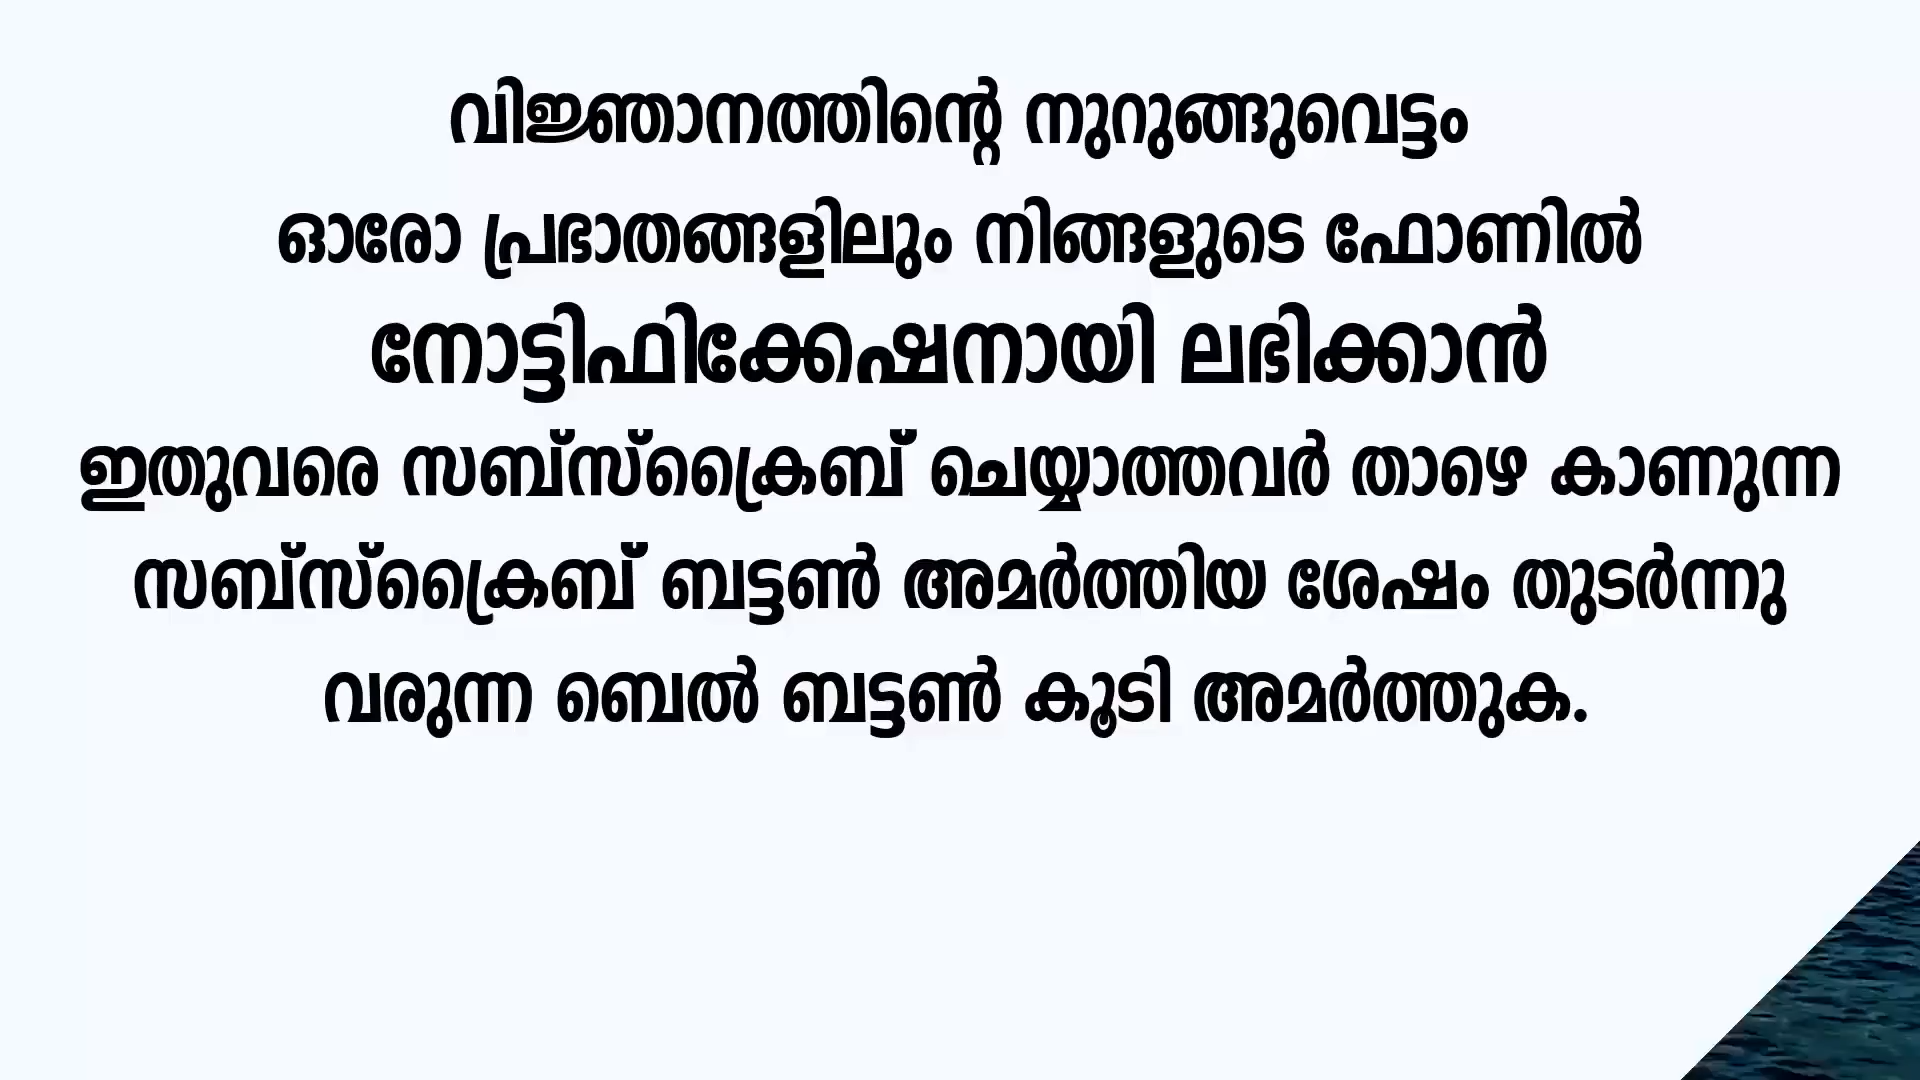 വിജ്ഞാനത്തിന്റെ നുറുങ്ങുവെട്ടം
ഓരോ പ്രഭാതങ്ങളിലും നിങ്ങളുടെ ഫോണിൽ
നോട്ടിഫിക്കേഷനായി ലഭിക്കാൻ
ഇതുവരെ സബ്സ്ക്രൈബ് ചെയ്യാത്തവർ താഴെ കാണുന്ന
സബ്സ്ക്രൈബ് ബട്ടൺ അമർത്തിയ ശേഷം തുടർന്നു
വരുന്ന ബെൽ ബട്ടൺ കൂടി അമർത്തുക.